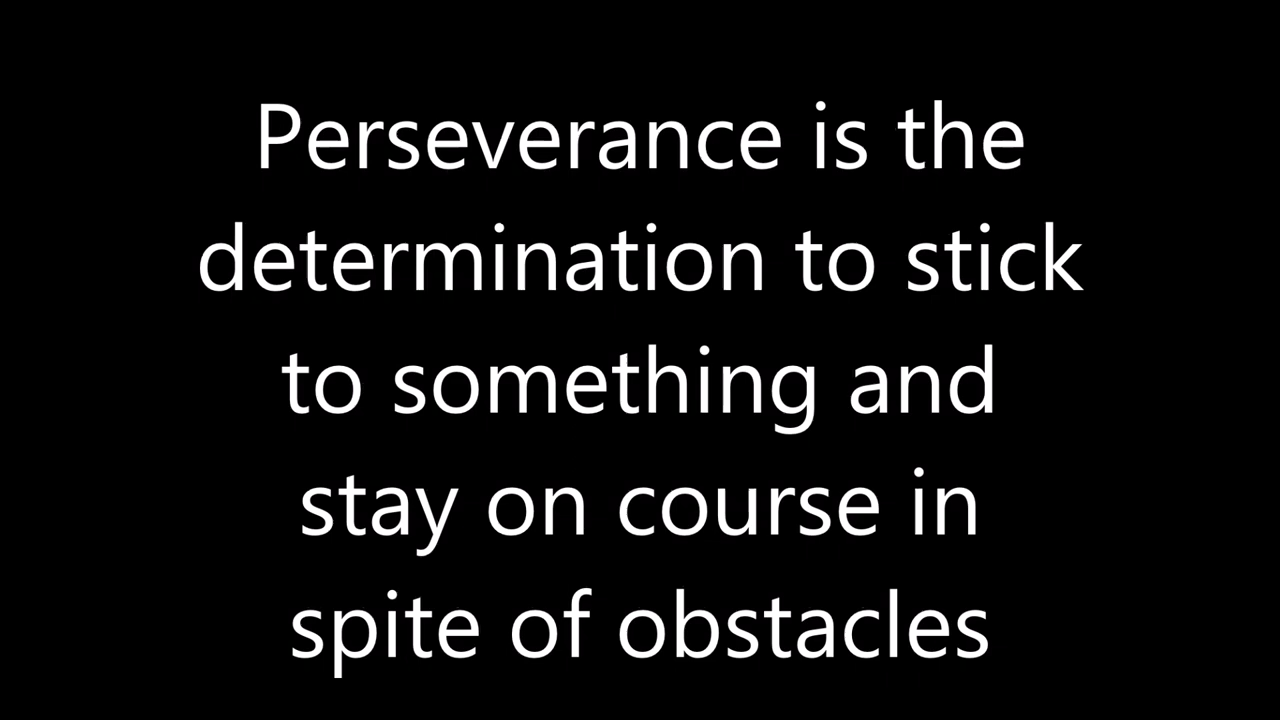 Perseverance is the
determination to stick
to something and
stay on course in
spite of obstacles